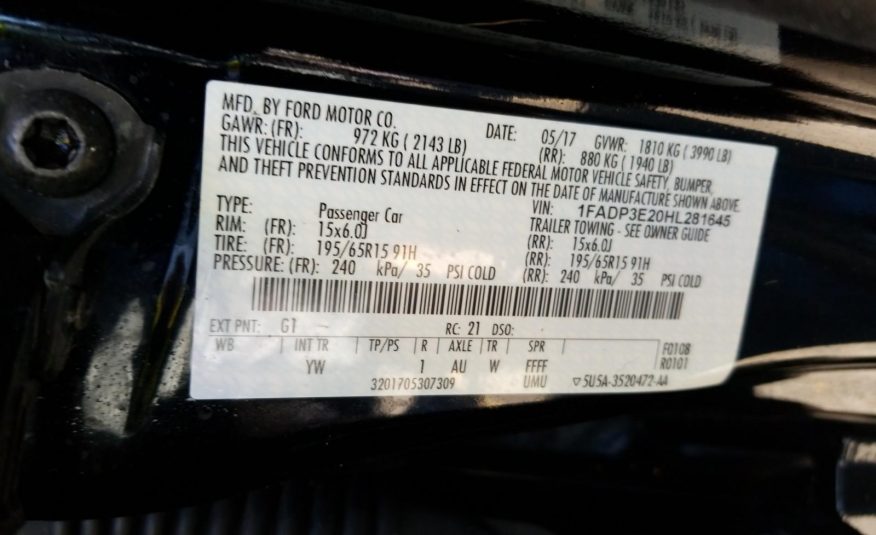 MFD. BY FORD MOTOR CO.
DATE: 05/17 GVWR: 1810 KG ( 3990 LB)
GAWR: (FR): 972 KG ( 2143 LB) (RR): 880 KG ( 1940 LB)
THIS VEHICLE CONFORMS TO ALL APPLICABLE FEDERAL MOTOR VEHICLE SAFETY, BUMPER,
AND THEFT PREVENTION STANDARDS IN EFFECT ON THE DATE OF MANUFACTURE SHOWN ABOVE.
VIN: 1FADP3E20HL281645
TYPE: Passenger Car TRAILER TOWING - SEE OWNER GUIDE
RIM: (FR): 15x6.0J (RR): 15x6.0J
TIRE: (FR): 195/65R15 91H (RR): 195/65R15 91H
PRESSURE: (FR): 240 kPa/ 35 PSI COLD (RR): 240 kPa/ 35 PSI COLD
EXT PNT: G1 RC: 21 DSO:
WB INT TR TP/PS R AXLE TR SPR F0108
YW 1 AU W FFFF R0101
3201705307309 UMU ▽5U5A-3520472-AA